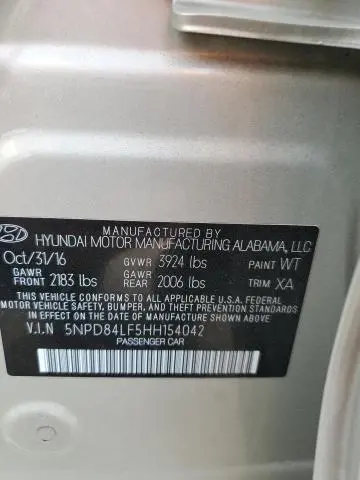 MANUFACTURED BY
HYUNDAI MOTOR MANUFACTURING ALABAMA, LLC
Oct/31/16 GVWR 3924 lbs PAINT WT
GAWR FRONT 2183 lbs GAWR REAR 2006 lbs TRIM XA
THIS VEHICLE CONFORMS TO ALL APPLICABLE U.S.A. FEDERAL
MOTOR VEHICLE SAFETY, BUMPER, AND THEFT PREVENTION STANDARDS
IN EFFECT ON THE DATE OF MANUFACTURE SHOWN ABOVE.
V.I.N 5NPD84LF5HH154042
PASSENGER CAR